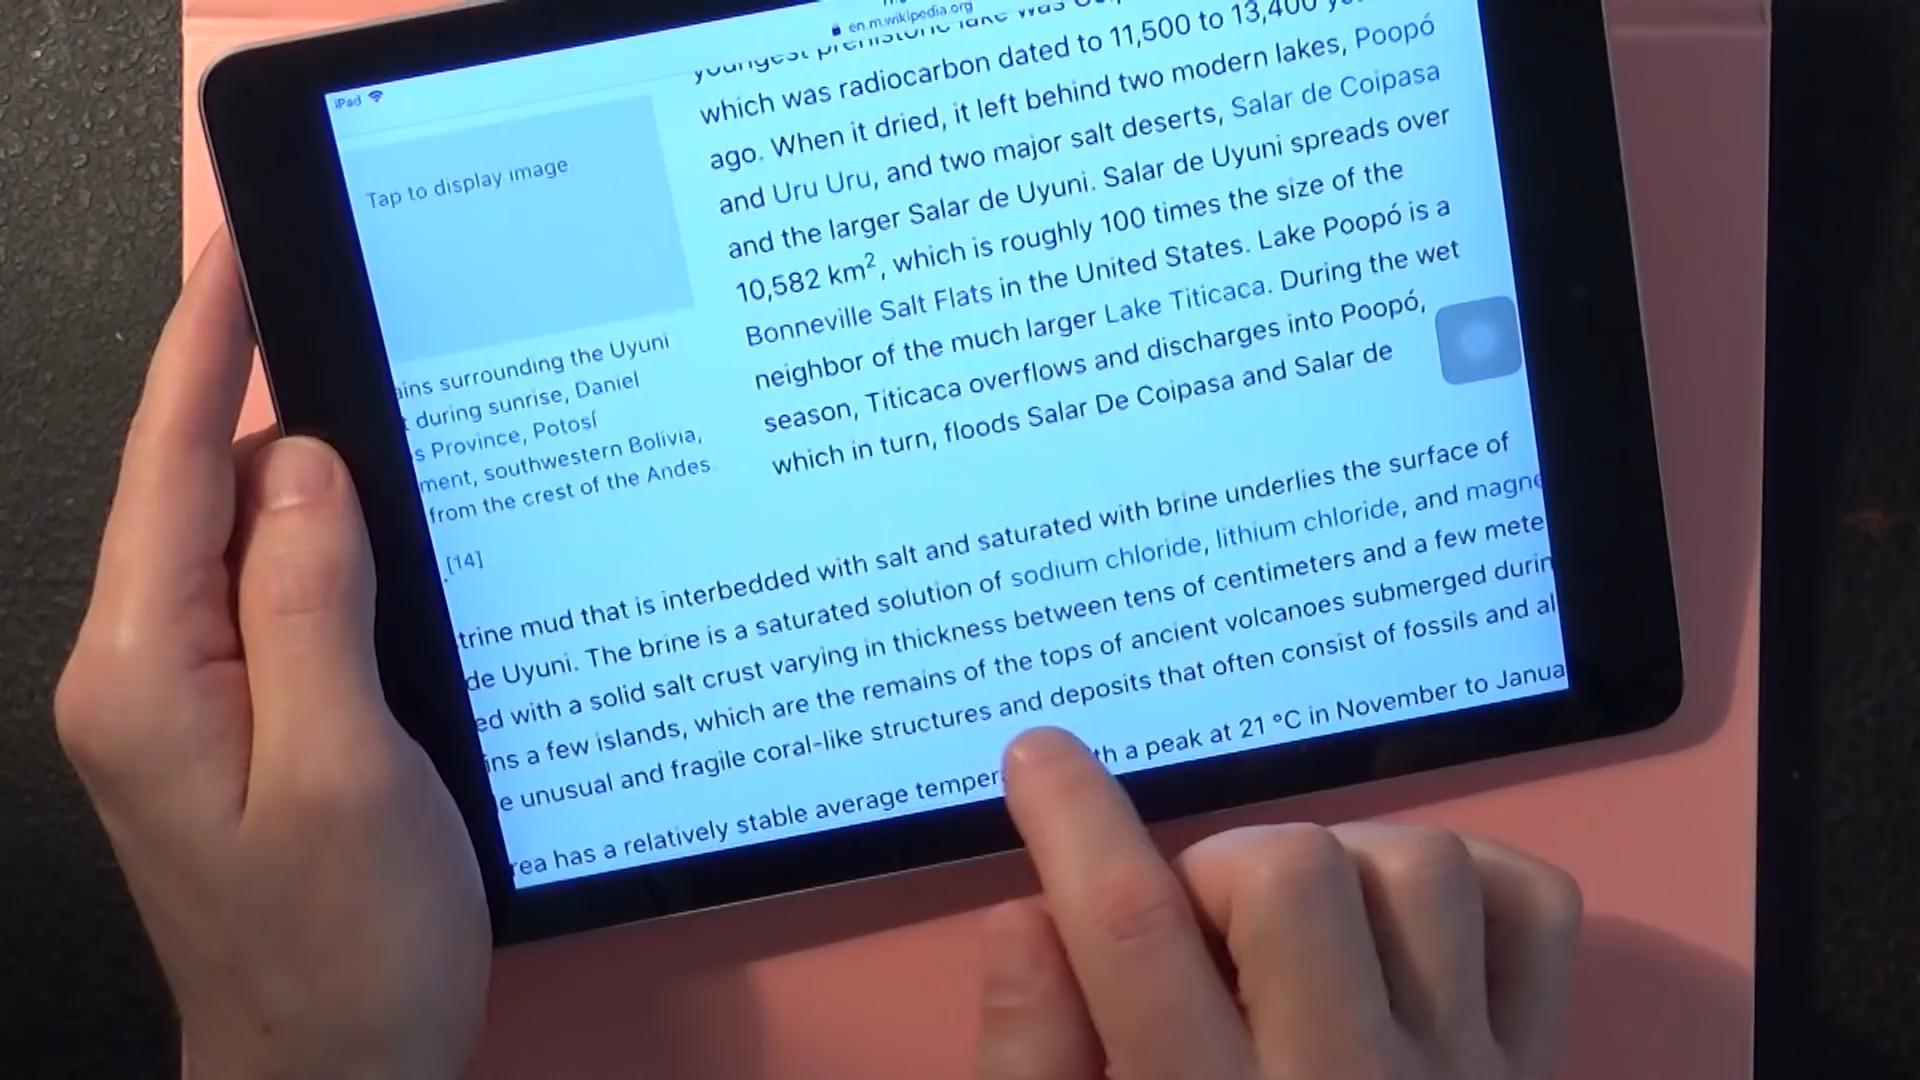 iPad
en.m.wikipedia.org
youngest prehistoric lake was
which was radiocarbon dated to 11,500 to 13,400
ago. When it dried, it left behind two modern lakes, Poopó
and Uru Uru, and two major salt deserts, Salar de Coipasa
and the larger Salar de Uyuni. Salar de Uyuni spreads over
10,582 km², which is roughly 100 times the size of the
Bonneville Salt Flats in the United States. Lake Poopó is a
neighbor of the much larger Lake Titicaca. During the wet
season, Titicaca overflows and discharges into Poopó,
which in turn, floods Salar De Coipasa and Salar de
Tap to display image
ains surrounding the Uyuni
t during sunrise, Daniel
s Province, Potosí
ment, southwestern Bolivia,
from the crest of the Andes.
.[14]
trine mud that is interbedded with salt and saturated with brine underlies the surface of
de Uyuni. The brine is a saturated solution of sodium chloride, lithium chloride, and magne
ed with a solid salt crust varying in thickness between tens of centimeters and a few mete
ins a few islands, which are the remains of the tops of ancient volcanoes submerged durin
e unusual and fragile coral-like structures and deposits that often consist of fossils and al
rea has a relatively stable average temper th a peak at 21 °C in November to Janua